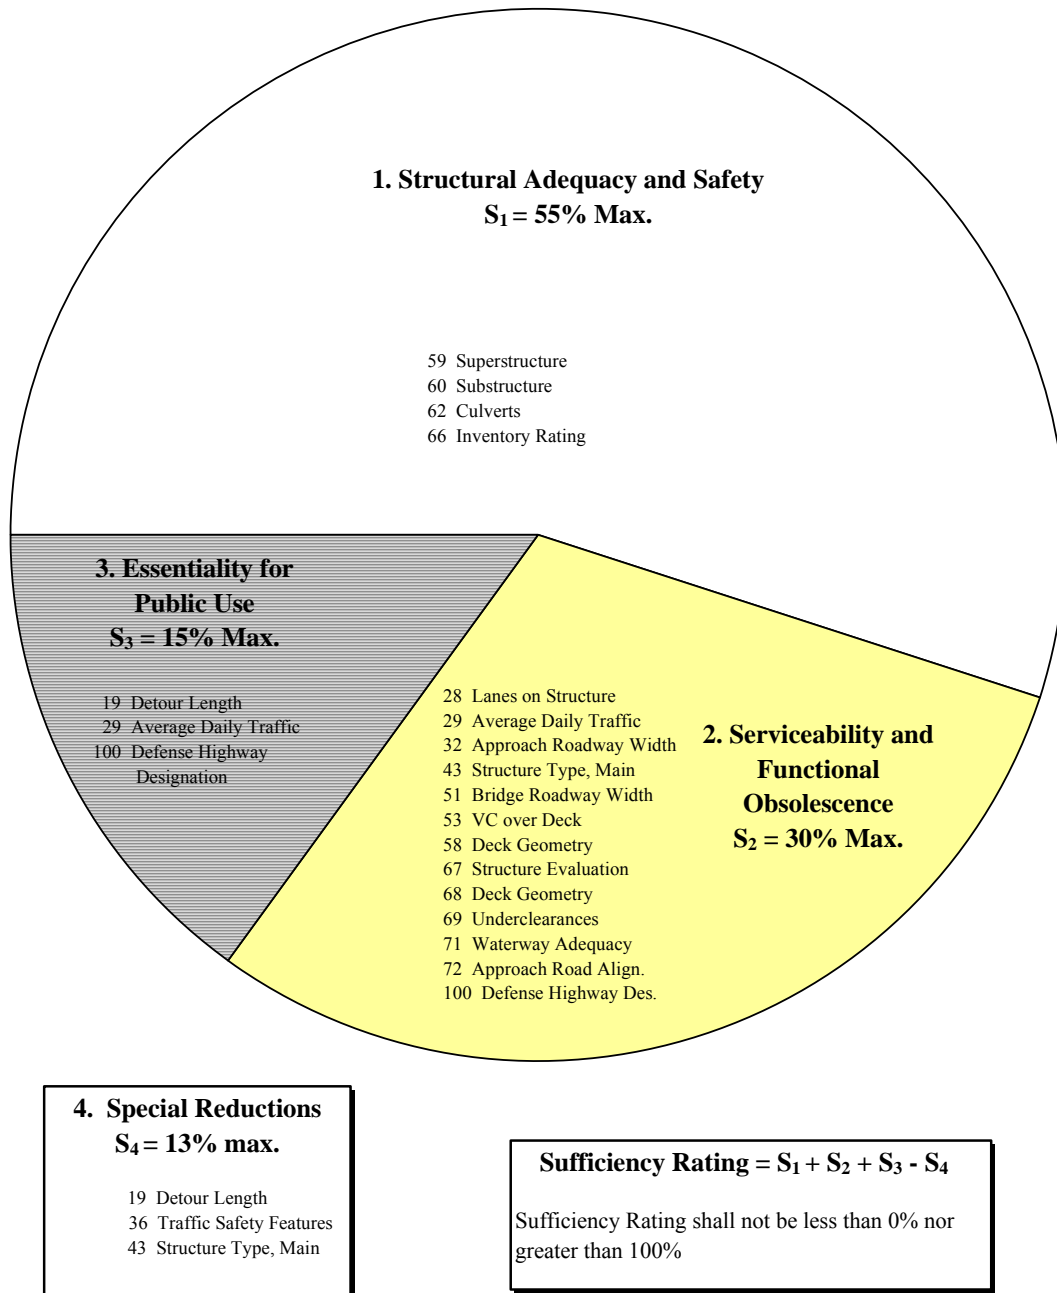 1. Structural Adequacy and Safety
S₁ = 55% Max.
59 Superstructure
60 Substructure
62 Culverts
66 Inventory Rating
3. Essentiality for
Public Use
S₃ = 15% Max.
19 Detour Length
29 Average Daily Traffic
100 Defense Highway
Designation
28 Lanes on Structure
29 Average Daily Traffic
32 Approach Roadway Width
43 Structure Type, Main
51 Bridge Roadway Width
53 VC over Deck
58 Deck Geometry
67 Structure Evaluation
68 Deck Geometry
69 Underclearances
71 Waterway Adequacy
72 Approach Road Align.
100 Defense Highway Des.
2. Serviceability and
Functional
Obsolescence
S₂ = 30% Max.
4. Special Reductions
S₄ = 13% max.
19 Detour Length
36 Traffic Safety Features
43 Structure Type, Main
Sufficiency Rating = S₁ + S₂ + S₃ - S₄
Sufficiency Rating shall not be less than 0% nor
greater than 100%